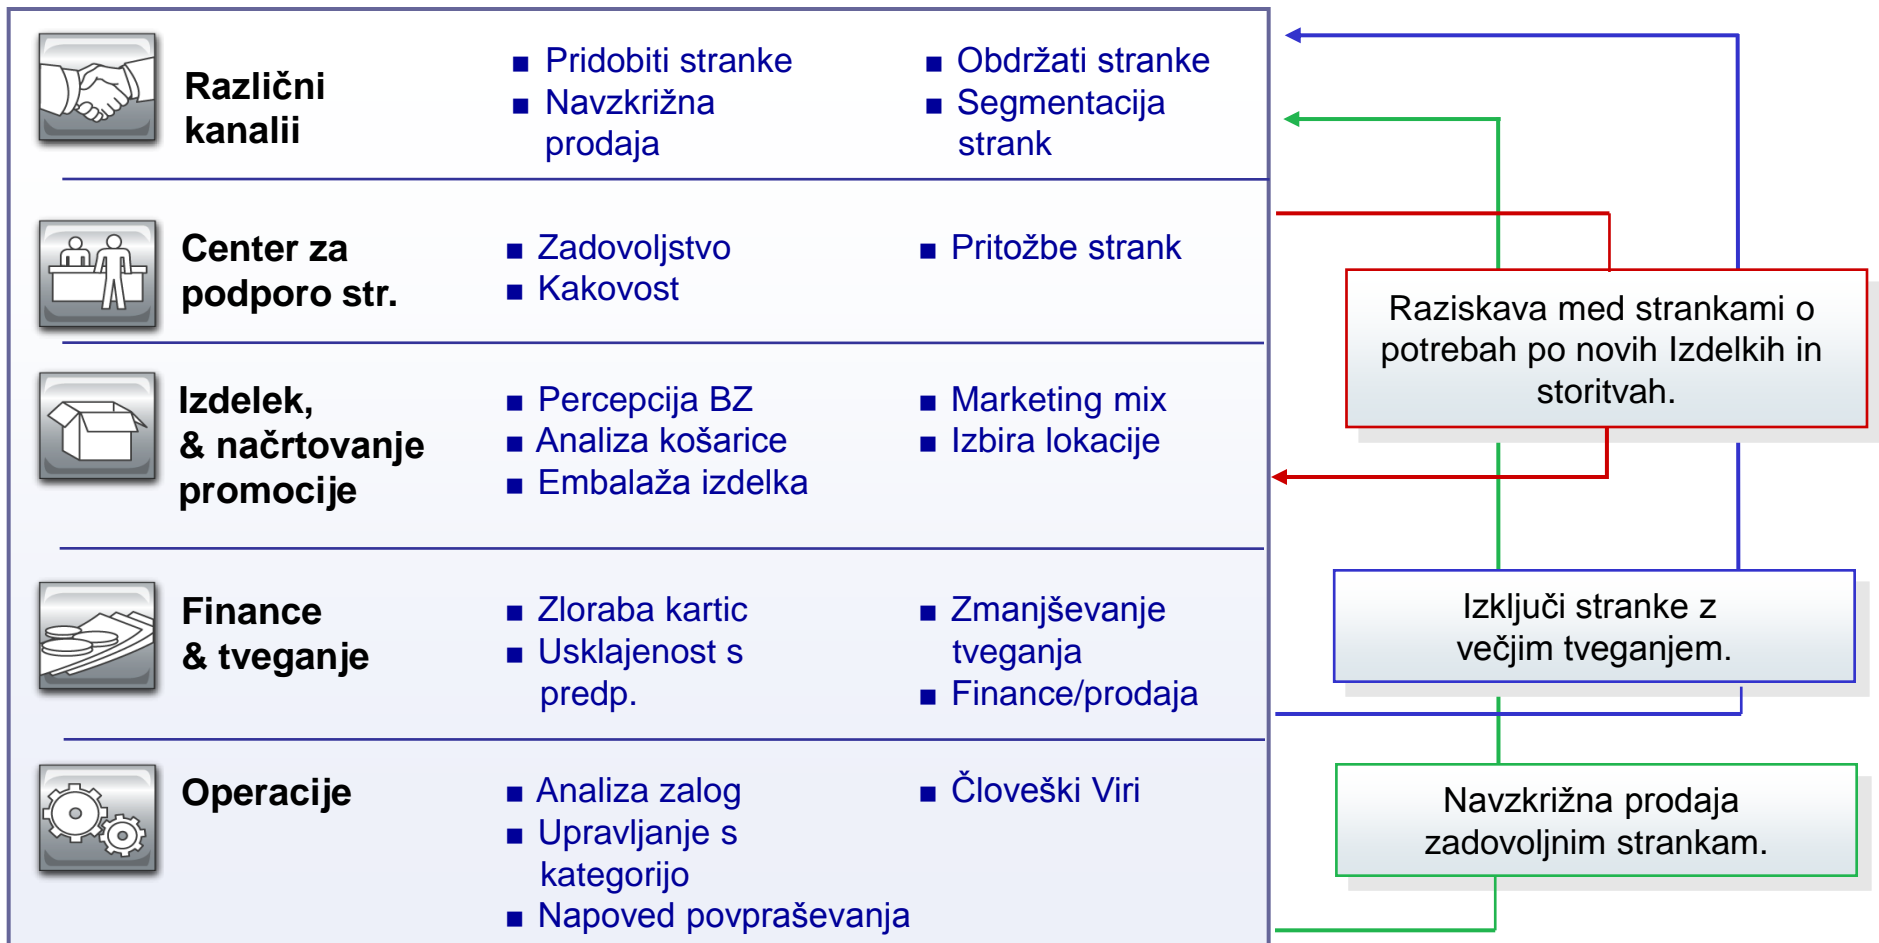 Različni
kanalii
■ Pridobiti stranke
■ Navzkrižna
prodaja
■ Obdržati stranke
■ Segmentacija
strank
Center za
podporo str.
■ Zadovoljstvo
■ Kakovost
■ Pritožbe strank
Izdelek,
& načrtovanje
promocije
■ Percepcija BZ
■ Analiza košarice
■ Embalaža izdelka
■ Marketing mix
■ Izbira lokacije
Finance
& tveganje
■ Zloraba kartic
■ Usklajenost s
predp.
■ Zmanjševanje
tveganja
■ Finance/prodaja
Operacije
■ Analiza zalog
■ Upravljanje s
kategorijo
■ Napoved povpraševanja
■ Človeški Viri
Raziskava med strankami o
potrebah po novih Izdelkih in
storitvah.
Izključi stranke z
večjim tveganjem.
Navzkrižna prodaja
zadovoljnim strankam.